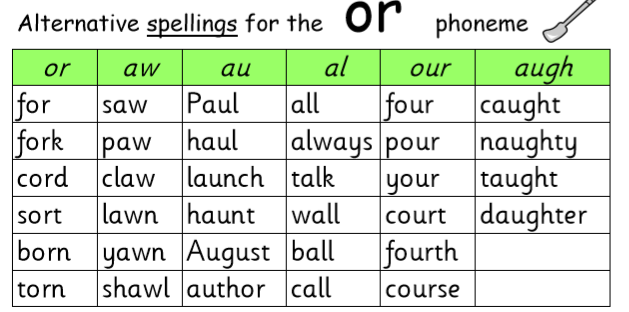 Alternative spellings for the or phoneme
or aw au al our augh
for saw Paul all four caught
fork paw haul always pour naughty
cord claw launch talk your taught
sort lawn haunt wall court daughter
born yawn August ball fourth
torn shawl author call course